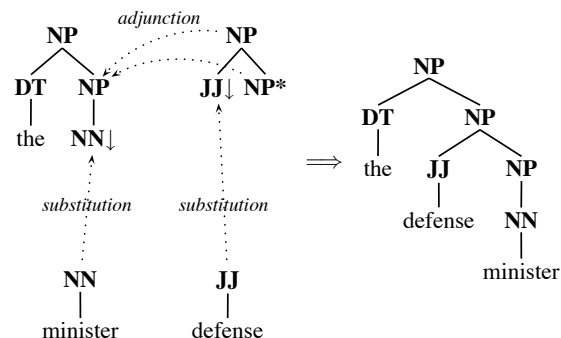 adjunction
NP NP
DT NP JJ↓ NP*
the NN↓
substitution substitution
NN JJ
minister defense
⇒
NP
DT NP
the JJ NP
defense NN
minister